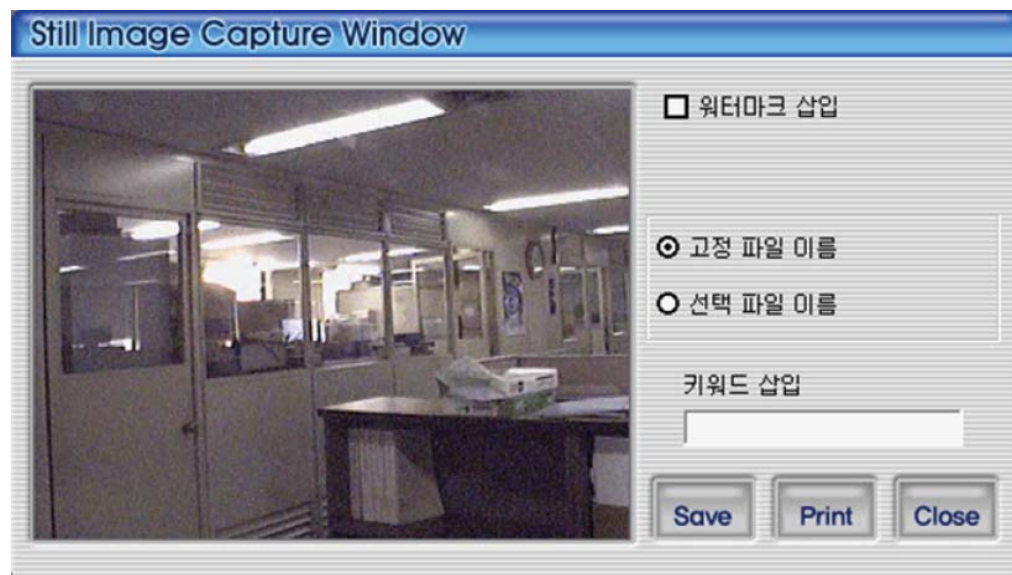 Still Image Capture Window
워터마크 삽입
고정 파일 이름
선택 파일 이름
키워드 삽입
Save Print Close